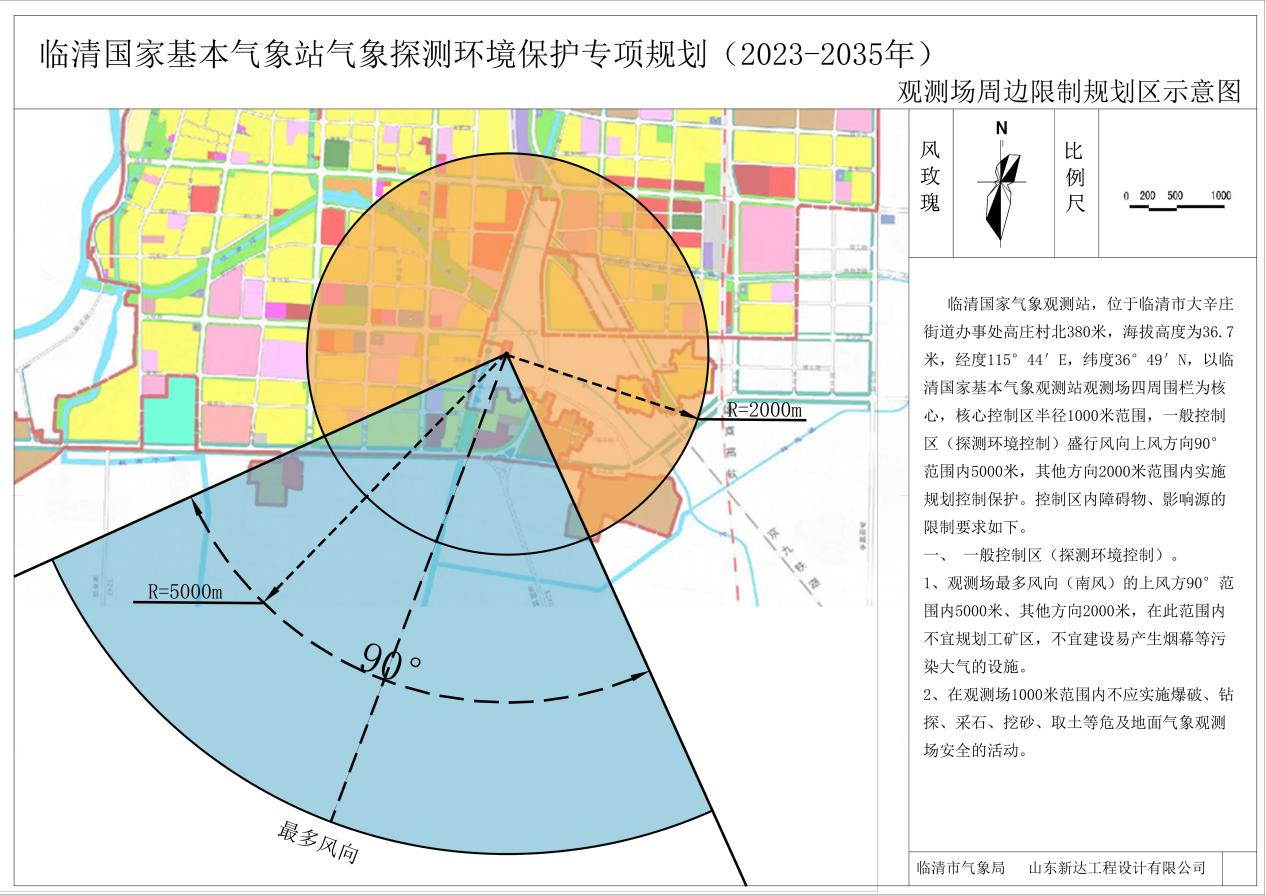 临清国家基本气象站气象探测环境保护专项规划（2023-2035年）
观测场周边限制规划区示意图
风玫瑰
N
比例尺
0 200 500 1000
临清国家气象观测站，位于临清市大辛庄
街道办事处高庄村北380米，海拔高度为36.7
米，经度115°44′E，纬度36°49′N，以临
清国家基本气象观测站观测场四周围栏为核
心，核心控制区半径1000米范围，一般控制
区（探测环境控制）盛行风向上风方向90°
范围内5000米，其他方向2000米范围内实施
规划控制保护。控制区内障碍物、影响源的
限制要求如下。
一、 一般控制区（探测环境控制）。
1、观测场最多风向（南风）的上风方90°范
围内5000米、其他方向2000米，在此范围内
不宜规划工矿区，不宜建设易产生烟幕等污
染大气的设施。
2、在观测场1000米范围内不应实施爆破、钻
探、采石、挖砂、取土等危及地面气象观测
场安全的活动。
R=2000m
R=5000m
90°
最多风向
京九铁路
临清市气象局 山东新达工程设计有限公司